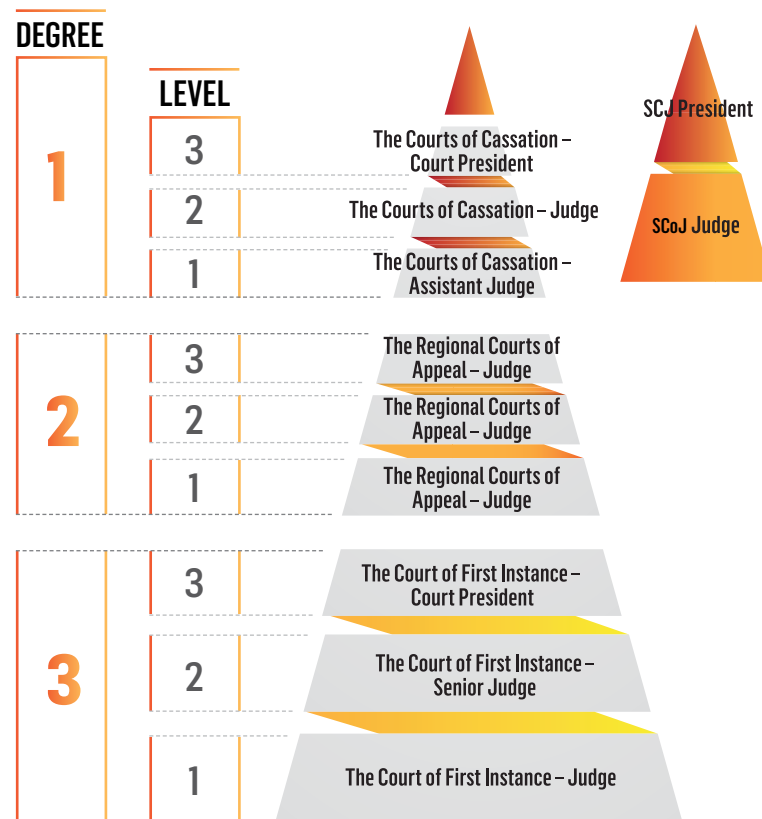 DEGREE
LEVEL
1
3
The Courts of Cassation –
Court President
2
The Courts of Cassation – Judge
1
The Courts of Cassation –
Assistant Judge
SCJ President
SCoJ Judge
2
3
The Regional Courts of
Appeal – Judge
2
The Regional Courts of
Appeal – Judge
1
The Regional Courts of
Appeal – Judge
3
3
The Court of First Instance –
Court President
2
The Court of First Instance –
Senior Judge
1
The Court of First Instance – Judge